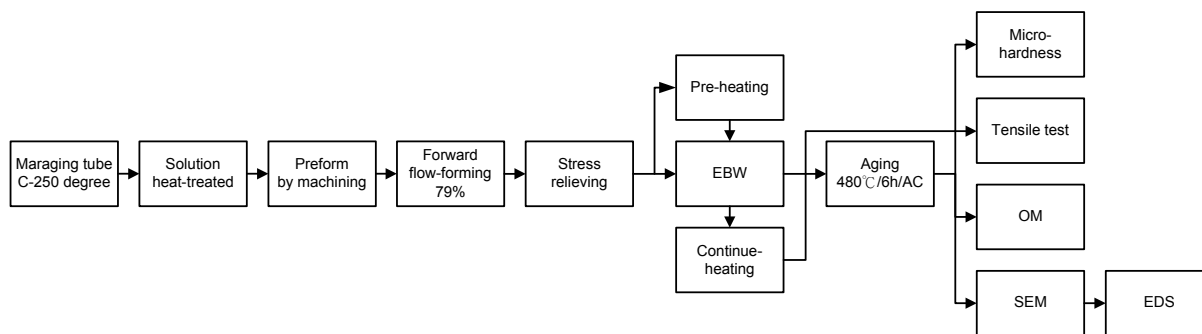 Maraging tube
C-250 degree
Solution
heat-treated
Preform
by machining
Forward
flow-forming
79%
Stress
relieving
Pre-heating
EBW
Continue-
heating
Aging
480℃/6h/AC
Micro-
hardness
Tensile test
OM
SEM
EDS